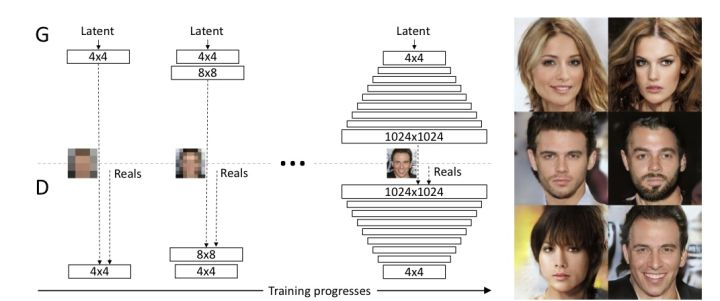 G
Latent
4x4
Latent
4x4
8x8
Latent
4x4
1024x1024
Reals
Reals
...
Reals
D
1024x1024
8x8
4x4
4x4
4x4
Training progresses